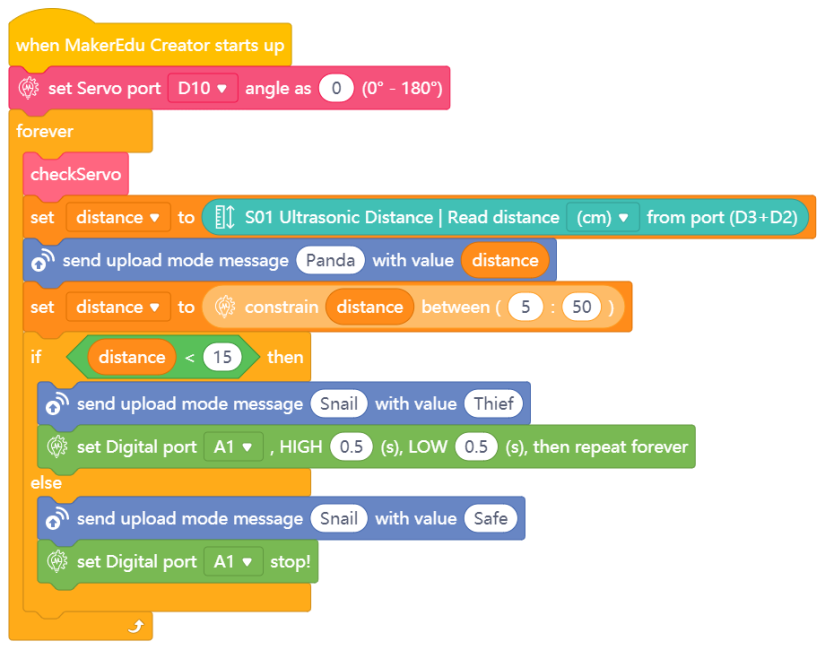 when MakerEdu Creator starts up
set Servo port D10 angle as 0 (0° - 180°)
forever
checkServo
set distance to S01 Ultrasonic Distance | Read distance (cm) from port (D3+D2)
send upload mode message Panda with value distance
set distance to constrain distance between ( 5 : 50 )
if distance < 15 then
send upload mode message Snail with value Thief
set Digital port A1 , HIGH 0.5 (s), LOW 0.5 (s), then repeat forever
else
send upload mode message Snail with value Safe
set Digital port A1 stop!